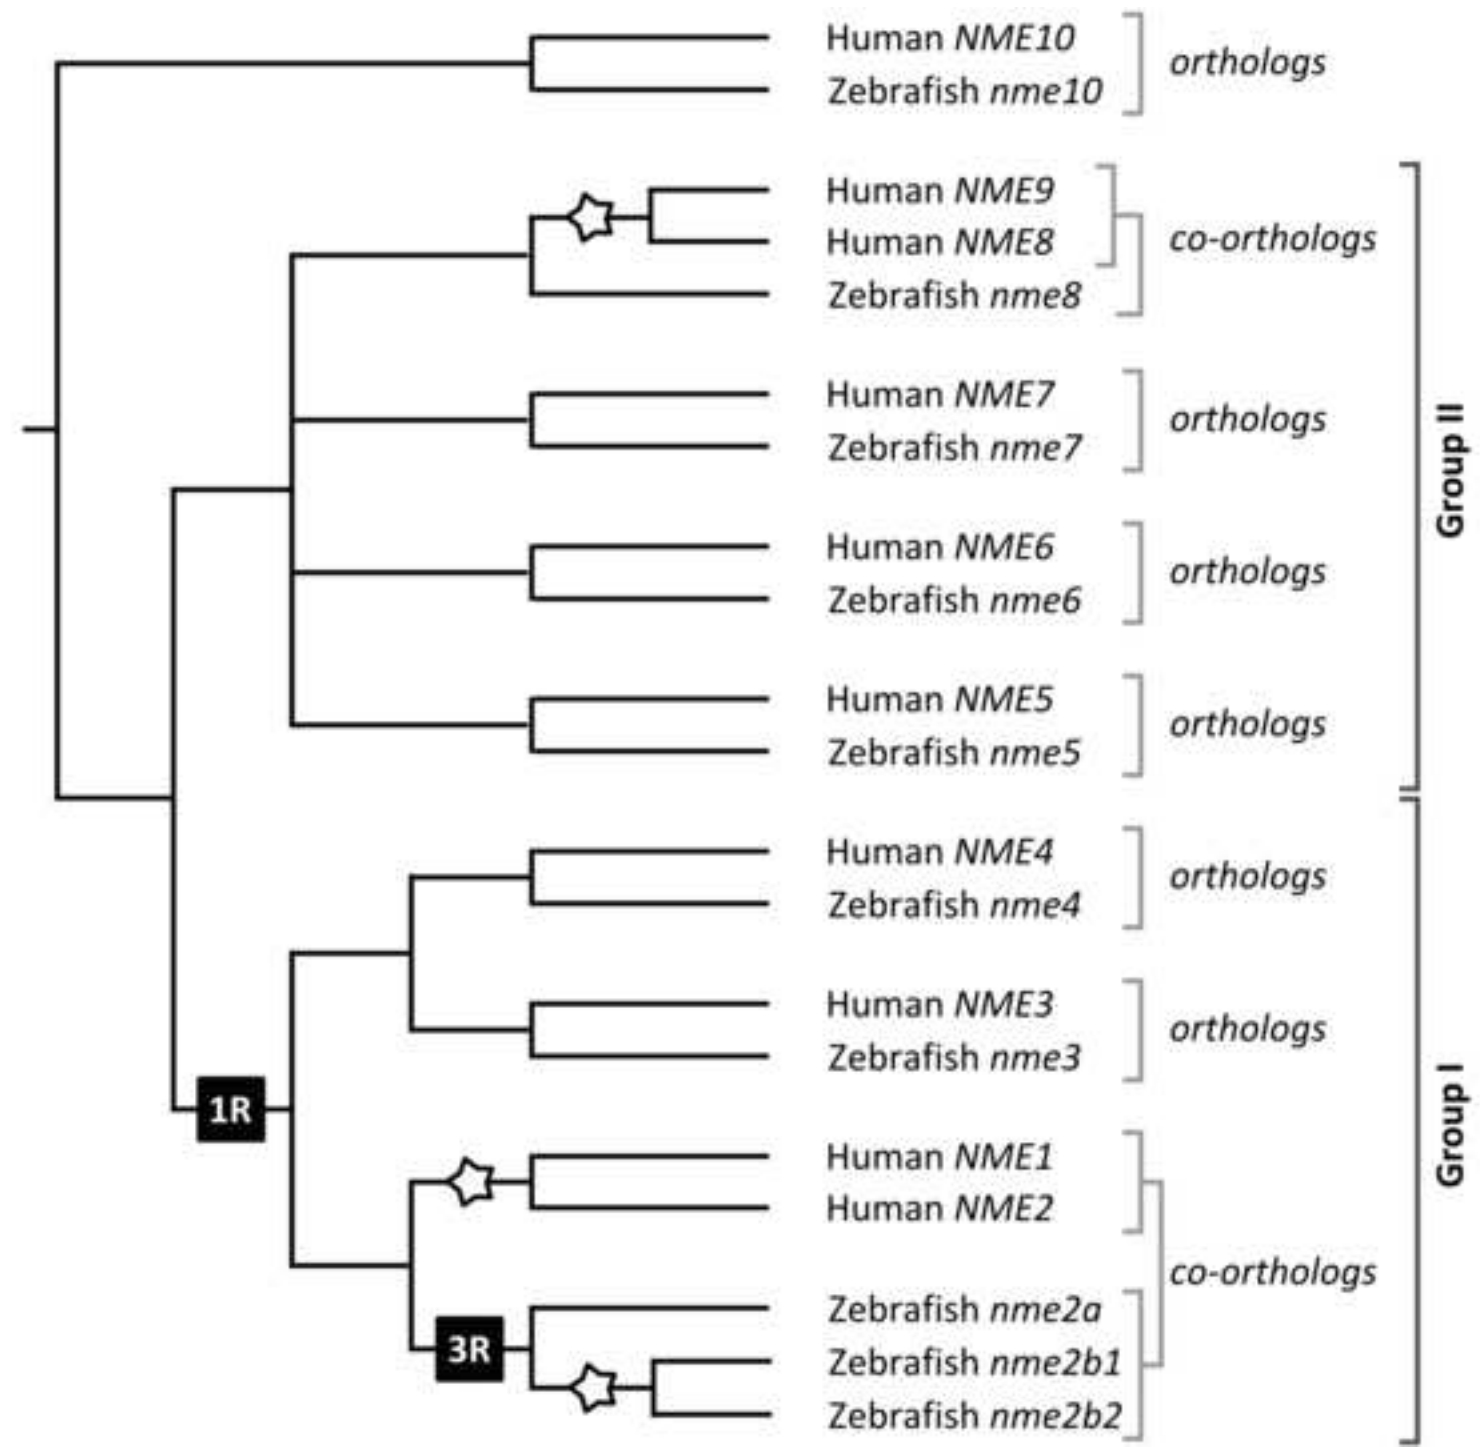 Human NME10
Zebrafish nme10
orthologs
Human NME9
Human NME8
Zebrafish nme8
co-orthologs
Human NME7
Zebrafish nme7
orthologs
Human NME6
Zebrafish nme6
orthologs
Human NME5
Zebrafish nme5
orthologs
Group II
Human NME4
Zebrafish nme4
orthologs
Human NME3
Zebrafish nme3
orthologs
1R
Human NME1
Human NME2
Zebrafish nme2a
Zebrafish nme2b1
Zebrafish nme2b2
co-orthologs
3R
Group I